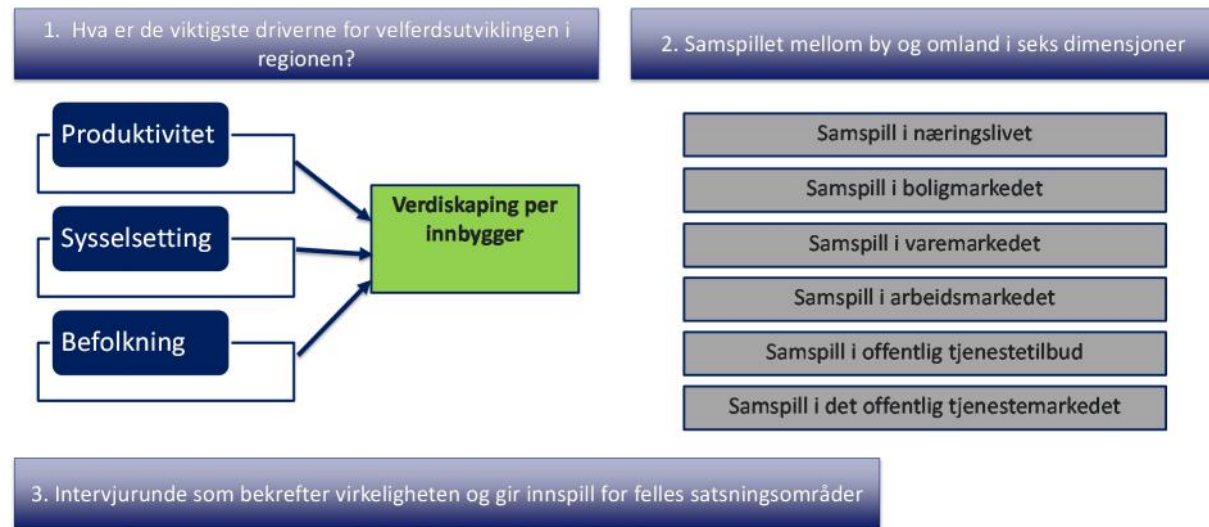 1. Hva er de viktigste driverne for velferdsutviklingen i
regionen?
Produktivitet
Sysselsetting
Befolkning
Verdiskaping per
innbygger
2. Samspillet mellom by og omland i seks dimensjoner
Samspill i næringslivet
Samspill i boligmarkedet
Samspill i varemarkedet
Samspill i arbeidsmarkedet
Samspill i offentlig tjenestetilbud
Samspill i det offentlig tjenestemarkedet
3. Intervjurunde som bekrefter virkeligheten og gir innspill for felles satsningsområder